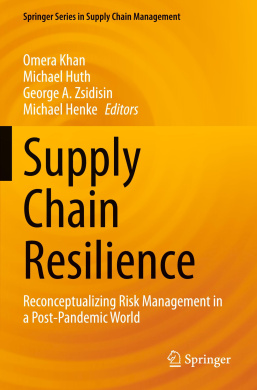 Springer Series in Supply Chain Management
Omera Khan
Michael Huth
George A. Zsidisin
Michael Henke Editors
Supply
Chain
Resilience
Reconceptualizing Risk Management in
a Post-Pandemic World
Springer